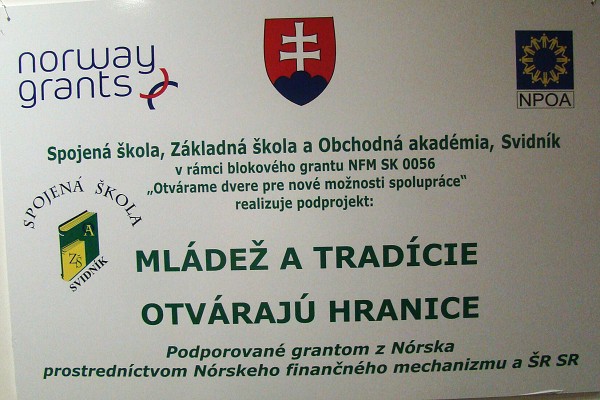 norway
grants
NPOA
Spojená škola, Základná škola a Obchodná akadémia, Svidník
v rámci blokového grantu NFM SK 0056
„Otvárame dvere pre nové možnosti spolupráce“
realizuje podprojekt:
SPOJENÁ ŠKOLA
A
ZŠ
SVIDNÍK
MLÁDEŽ A TRADÍCIE
OTVÁRAJÚ HRANICE
Podporované grantom z Nórska
prostredníctvom Nórskeho finančného mechanizmu a ŠR SR